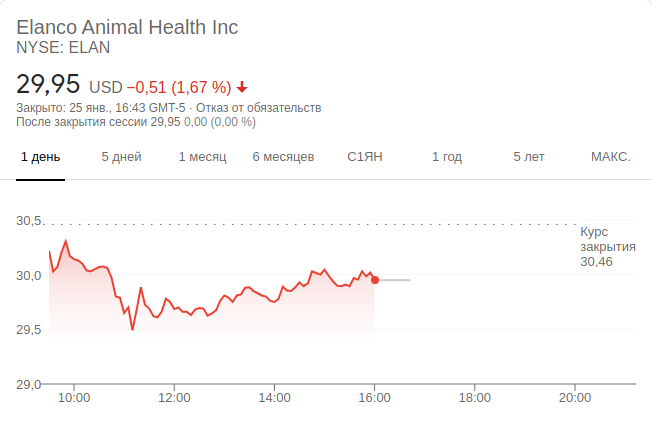 Elanco Animal Health Inc
NYSE: ELAN
29,95 USD −0,51 (1,67 %)
Закрыто: 25 янв., 16:43 GMT-5 · Отказ от обязательств
После закрытия сессии 29,95 0,00 (0,00 %)
1 день 5 дней 1 месяц 6 месяцев С1ЯН 1 год 5 лет МАКС.
30,5
Курс
закрытия
30,46
30,0
29,5
29,0
10:00 12:00 14:00 16:00 18:00 20:00